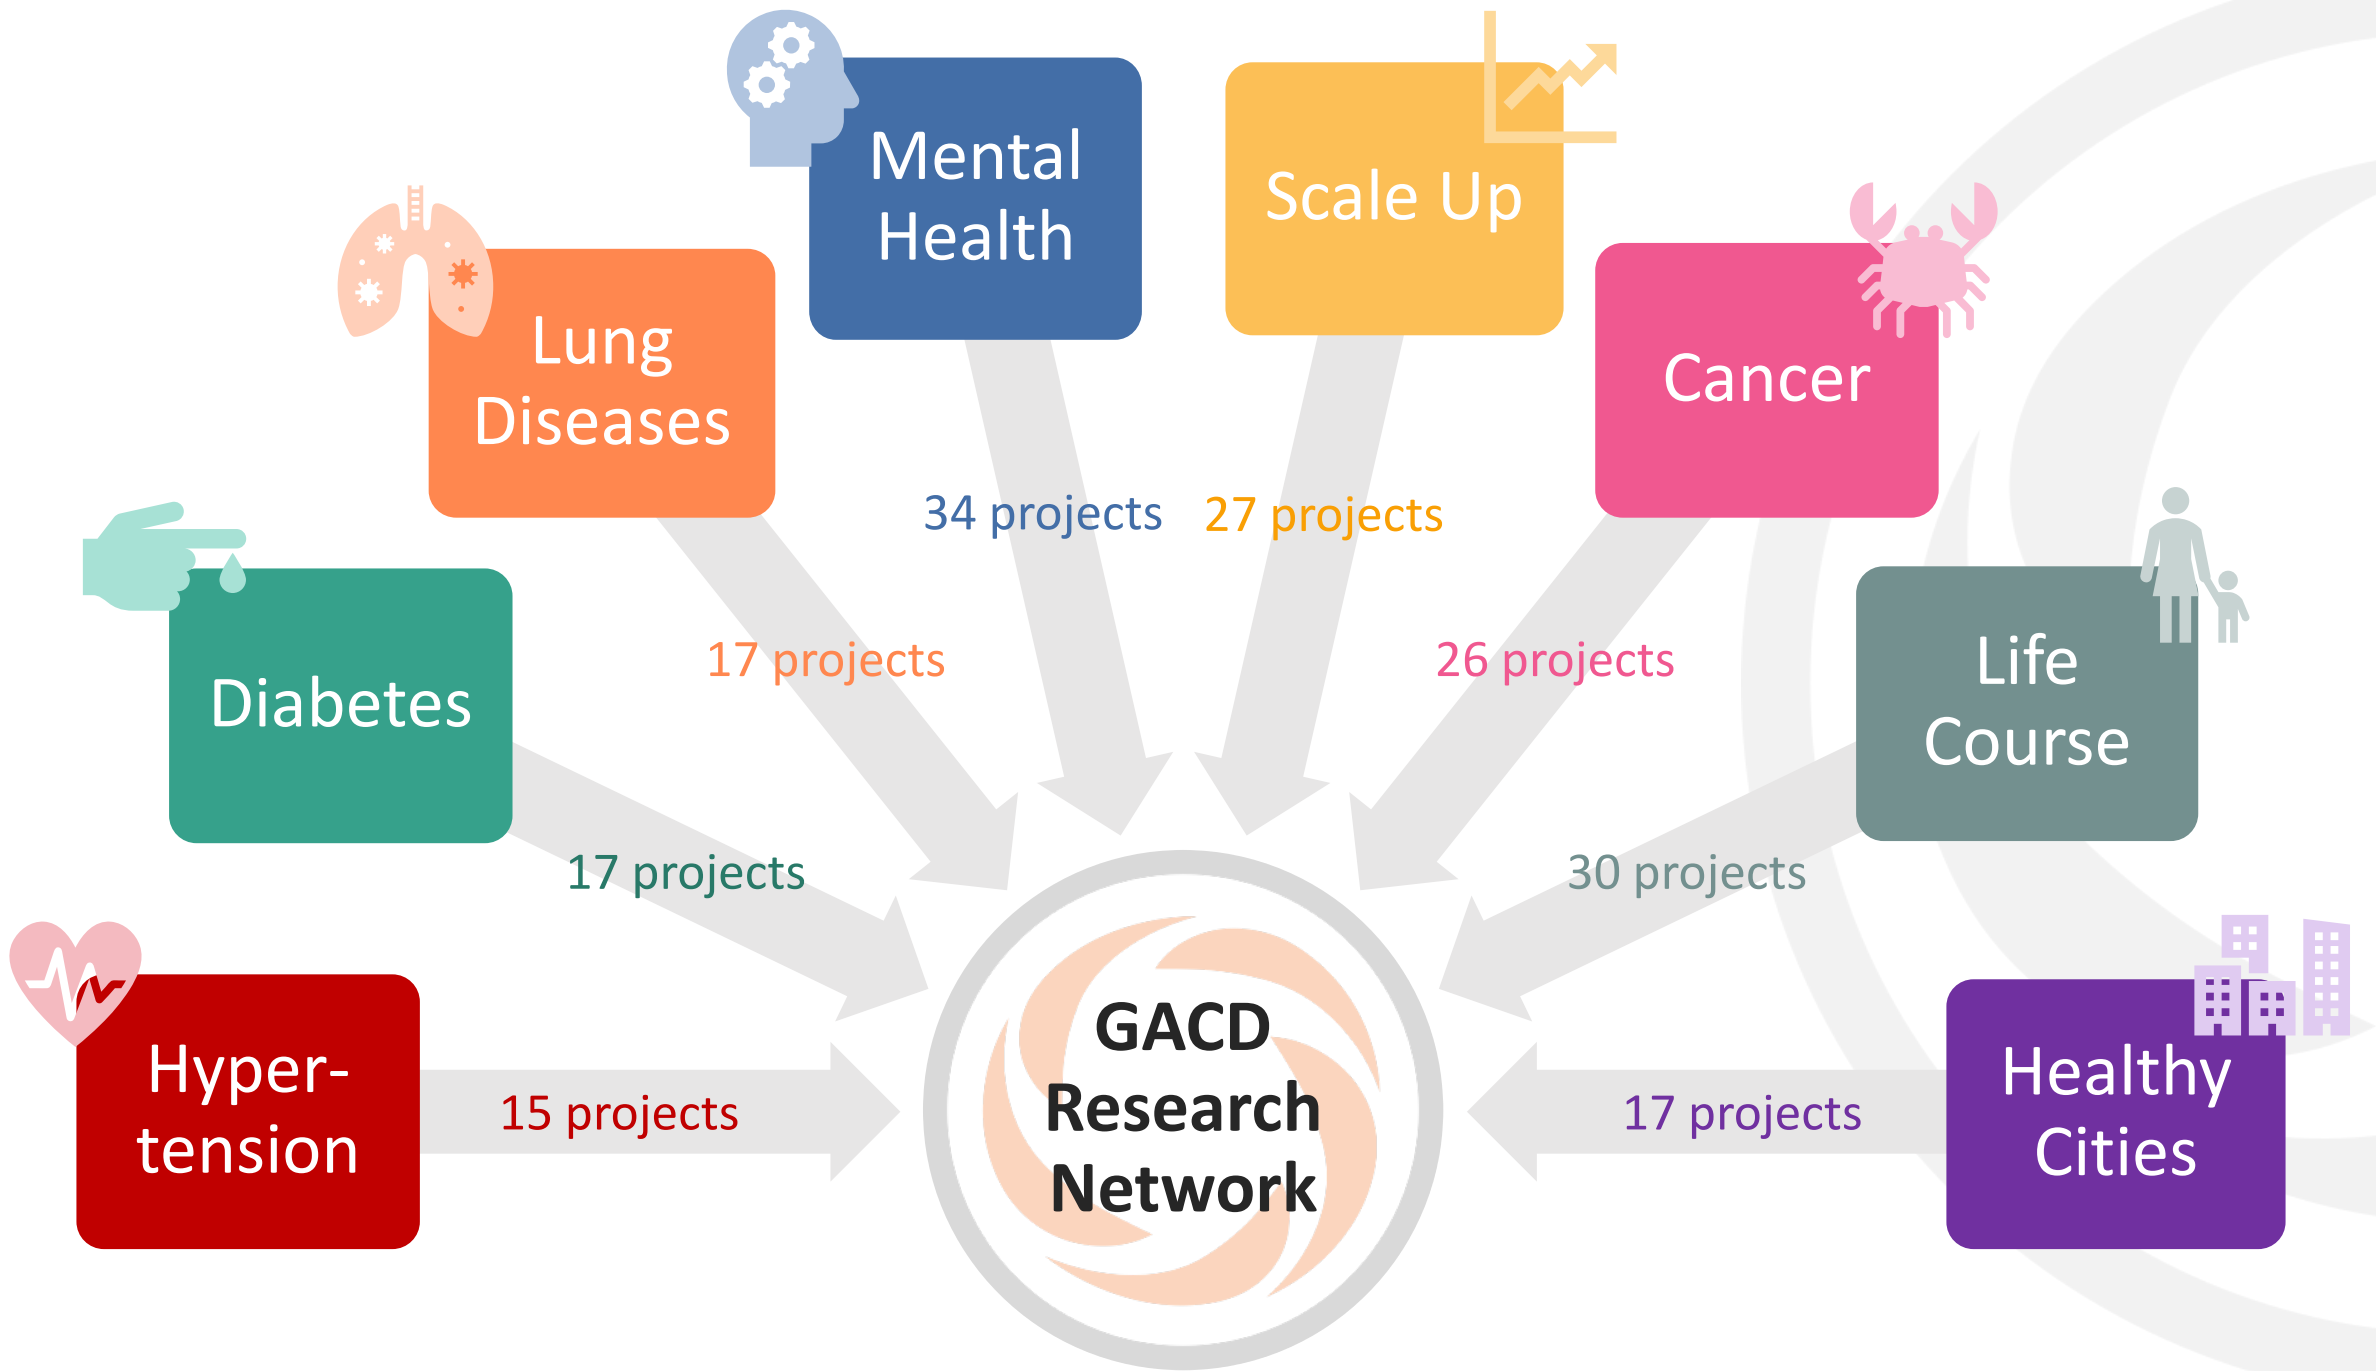 Mental
Health
Scale Up
Lung
Diseases
Cancer
34 projects
27 projects
Diabetes
17 projects
26 projects
Life
Course
17 projects
30 projects
Hyper-
tension
15 projects
GACD
Research
Network
17 projects
Healthy
Cities